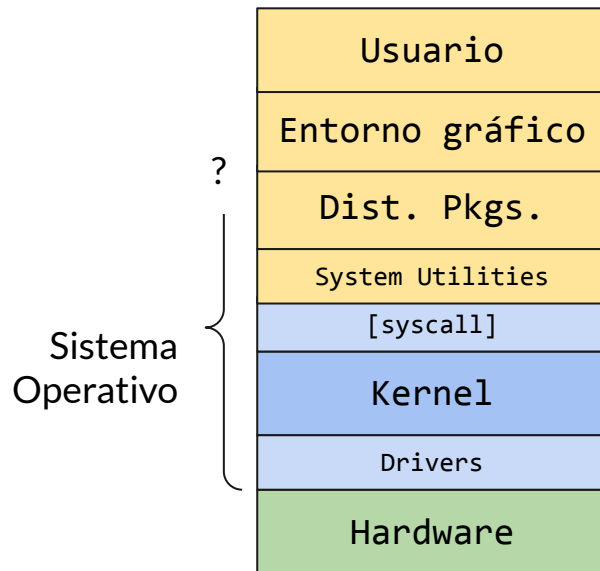 Usuario
Entorno gráfico
?
Dist. Pkgs.
System Utilities
[syscall]
Sistema
Operativo
Kernel
Drivers
Hardware